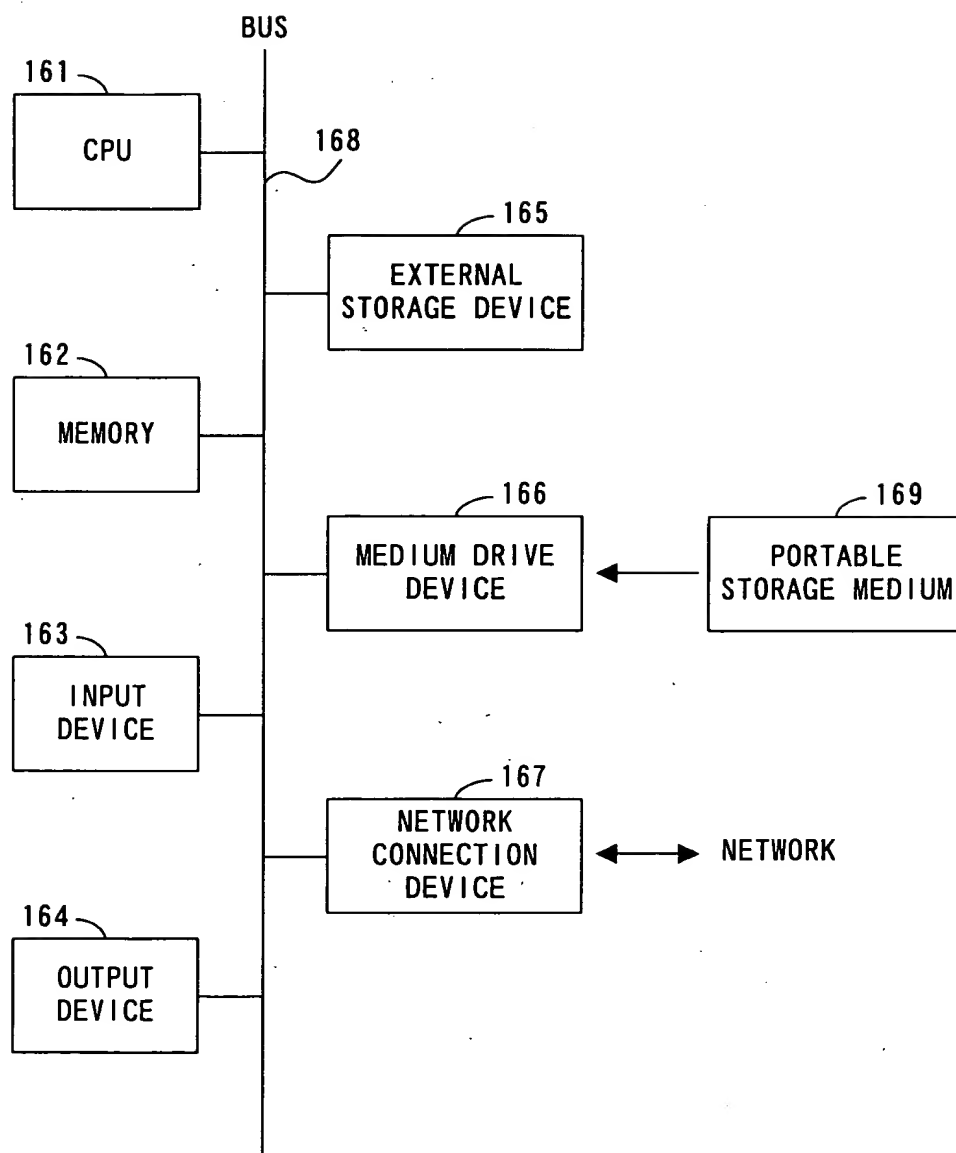 BUS
161
CPU
168
165
EXTERNAL
STORAGE DEVICE
162
MEMORY
166
MEDIUM DRIVE
DEVICE
169
PORTABLE
STORAGE MEDIUM
163
INPUT
DEVICE
167
NETWORK
CONNECTION
DEVICE
NETWORK
164
OUTPUT
DEVICE